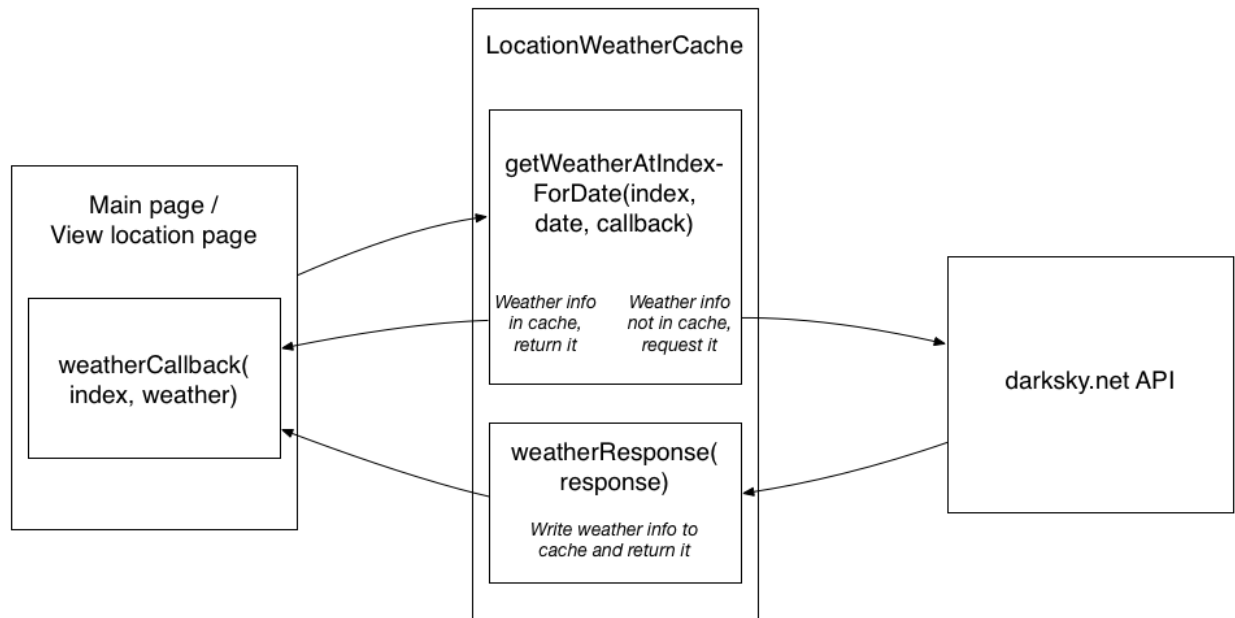 LocationWeatherCache
getWeatherAtIndex-
ForDate(index,
date, callback)
Weather info
in cache,
return it
Weather info
not in cache,
request it
Main page /
View location page
weatherCallback(
index, weather)
weatherResponse(
response)
Write weather info to
cache and return it
darksky.net API